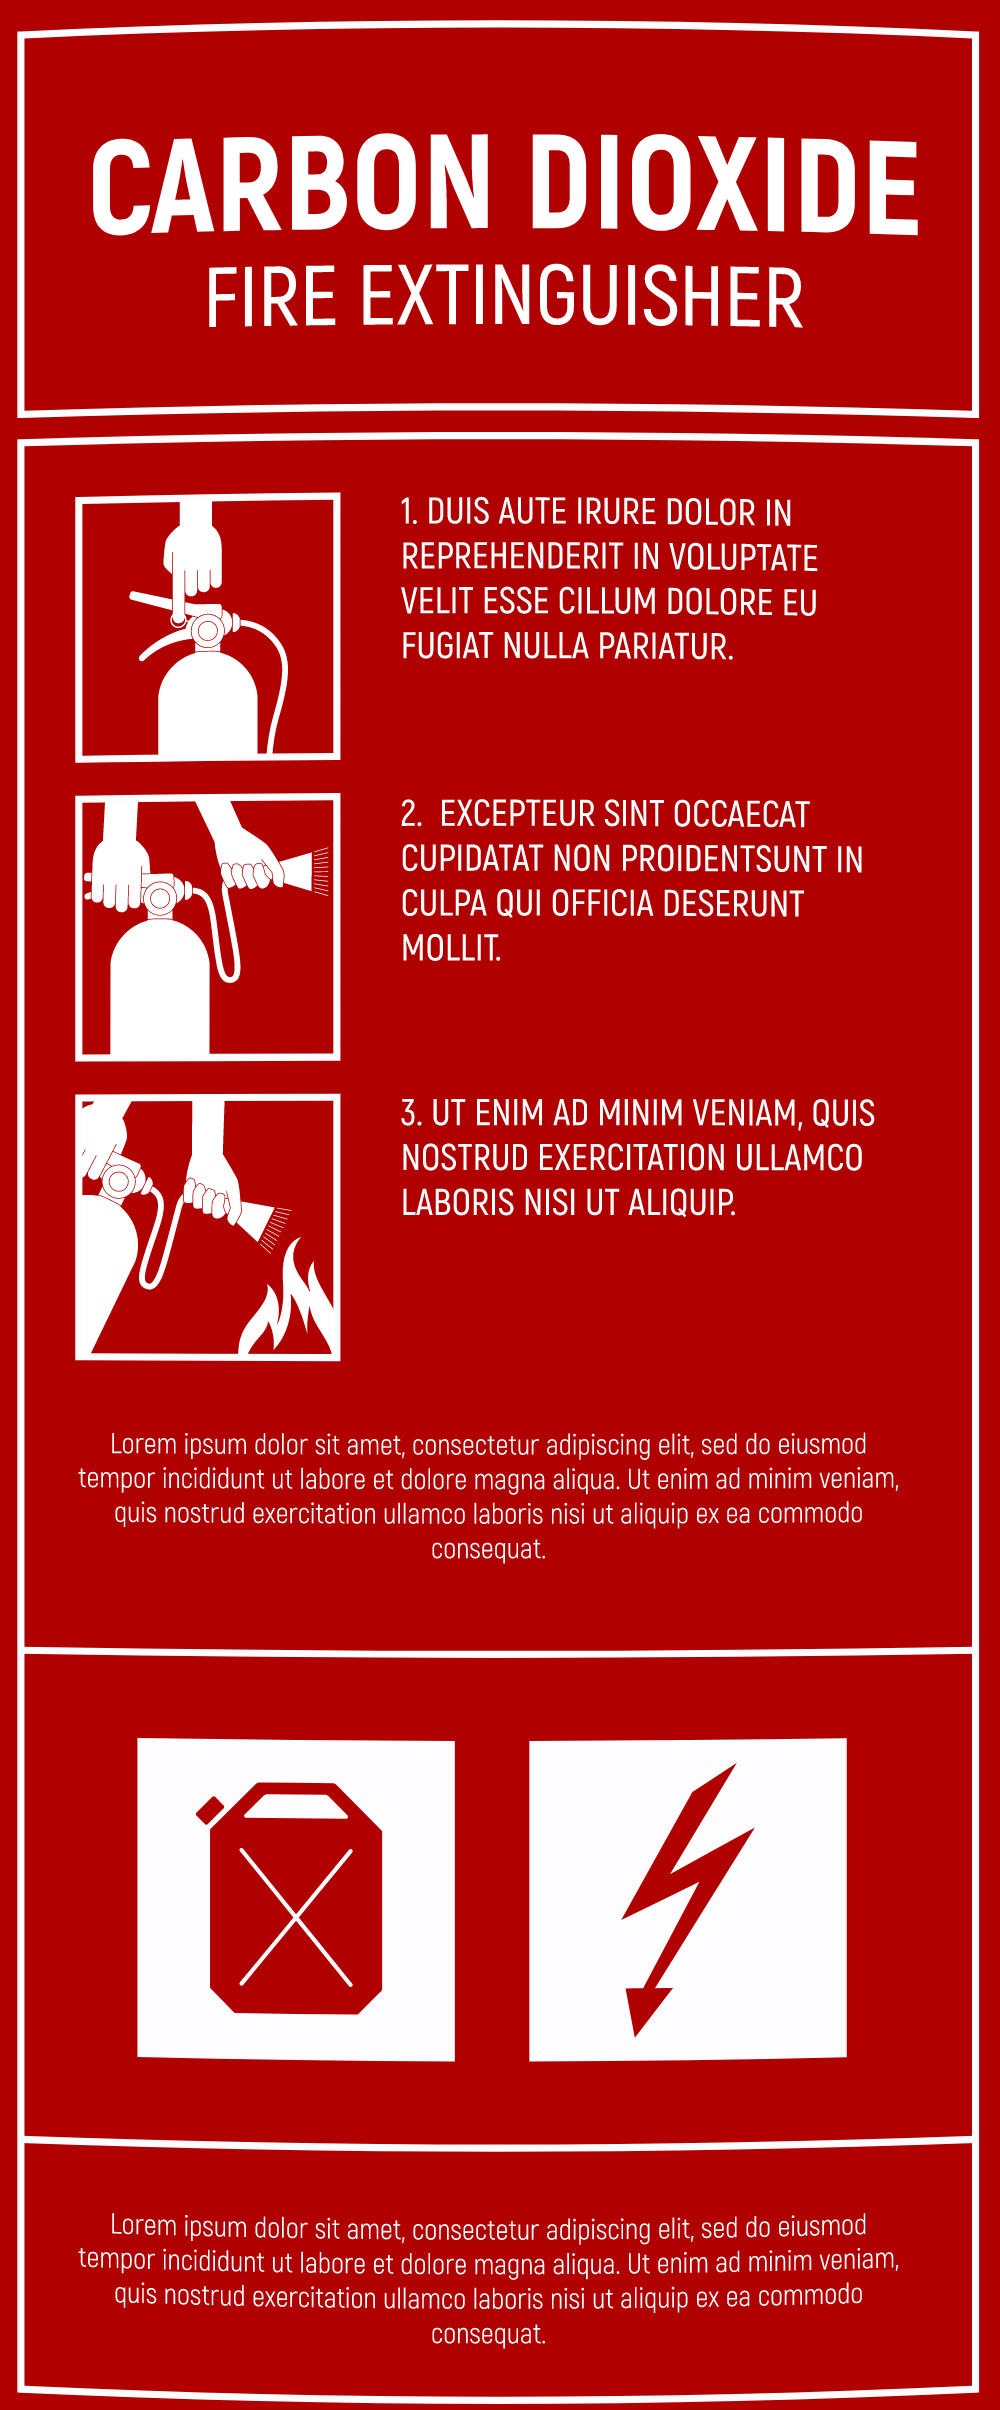 CARBON DIOXIDE
FIRE EXTINGUISHER
1. DUIS AUTE IRURE DOLOR IN
REPREHENDERIT IN VOLUPTATE
VELIT ESSE CILLUM DOLORE EU
FUGIAT NULLA PARIATUR.
2. EXCEPTEUR SINT OCCAECAT
CUPIDATAT NON PROIDENTSUNT IN
CULPA QUI OFFICIA DESERUNT
MOLLIT.
3. UT ENIM AD MINIM VENIAM, QUIS
NOSTRUD EXERCITATION ULLAMCO
LABORIS NISI UT ALIQUIP.
Lorem ipsum dolor sit amet, consectetur adipiscing elit, sed do eiusmod
tempor incididunt ut labore et dolore magna aliqua. Ut enim ad minim veniam,
quis nostrud exercitation ullamco laboris nisi ut aliquip ex ea commodo
consequat.
Lorem ipsum dolor sit amet, consectetur adipiscing elit, sed do eiusmod
tempor incididunt ut labore et dolore magna aliqua. Ut enim ad minim veniam,
quis nostrud exercitation ullamco laboris nisi ut aliquip ex ea commodo
consequat.